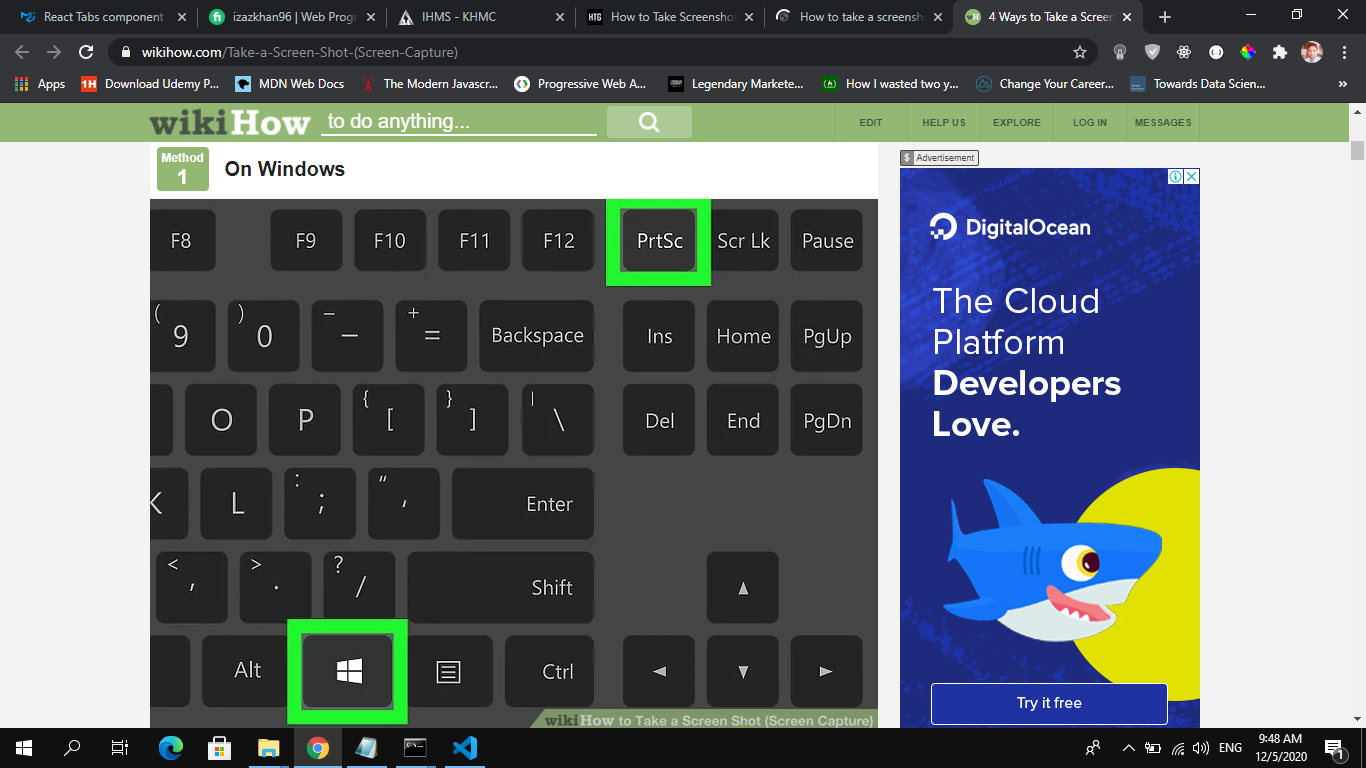 React Tabs component
izazkhan96 | Web Progr
IHMS - KHMC
HTG
How to Take Screenshot
How to take a screensh
4 Ways to Take a Screen
wikihow.com/Take-a-Screen-Shot-(Screen-Capture)
Apps
1H
Download Udemy P...
MDN Web Docs
The Modern Javascr...
Progressive Web A...
Legendary Markete...
How I wasted two y...
Change Your Career...
Towards Data Scien...
wikiHow
to do anything...
EDIT
HELP US
EXPLORE
LOG IN
MESSAGES
Method
1
On Windows
F8
F9
F10
F11
F12
PrtSc
Scr Lk
Pause
( 9
) 0
_ –
+ =
Backspace
Ins
Home
PgUp
O
P
{ [
} ]
| \
Del
End
PgDn
K
L
: ;
“ ‘
Enter
< ,
> .
? /
Shift
Alt
Ctrl
wikiHow to Take a Screen Shot (Screen Capture)
$ Advertisement
DigitalOcean
The Cloud
Platform
Developers
Love.
Try it free
ENG
9:48 AM
12/5/2020
1